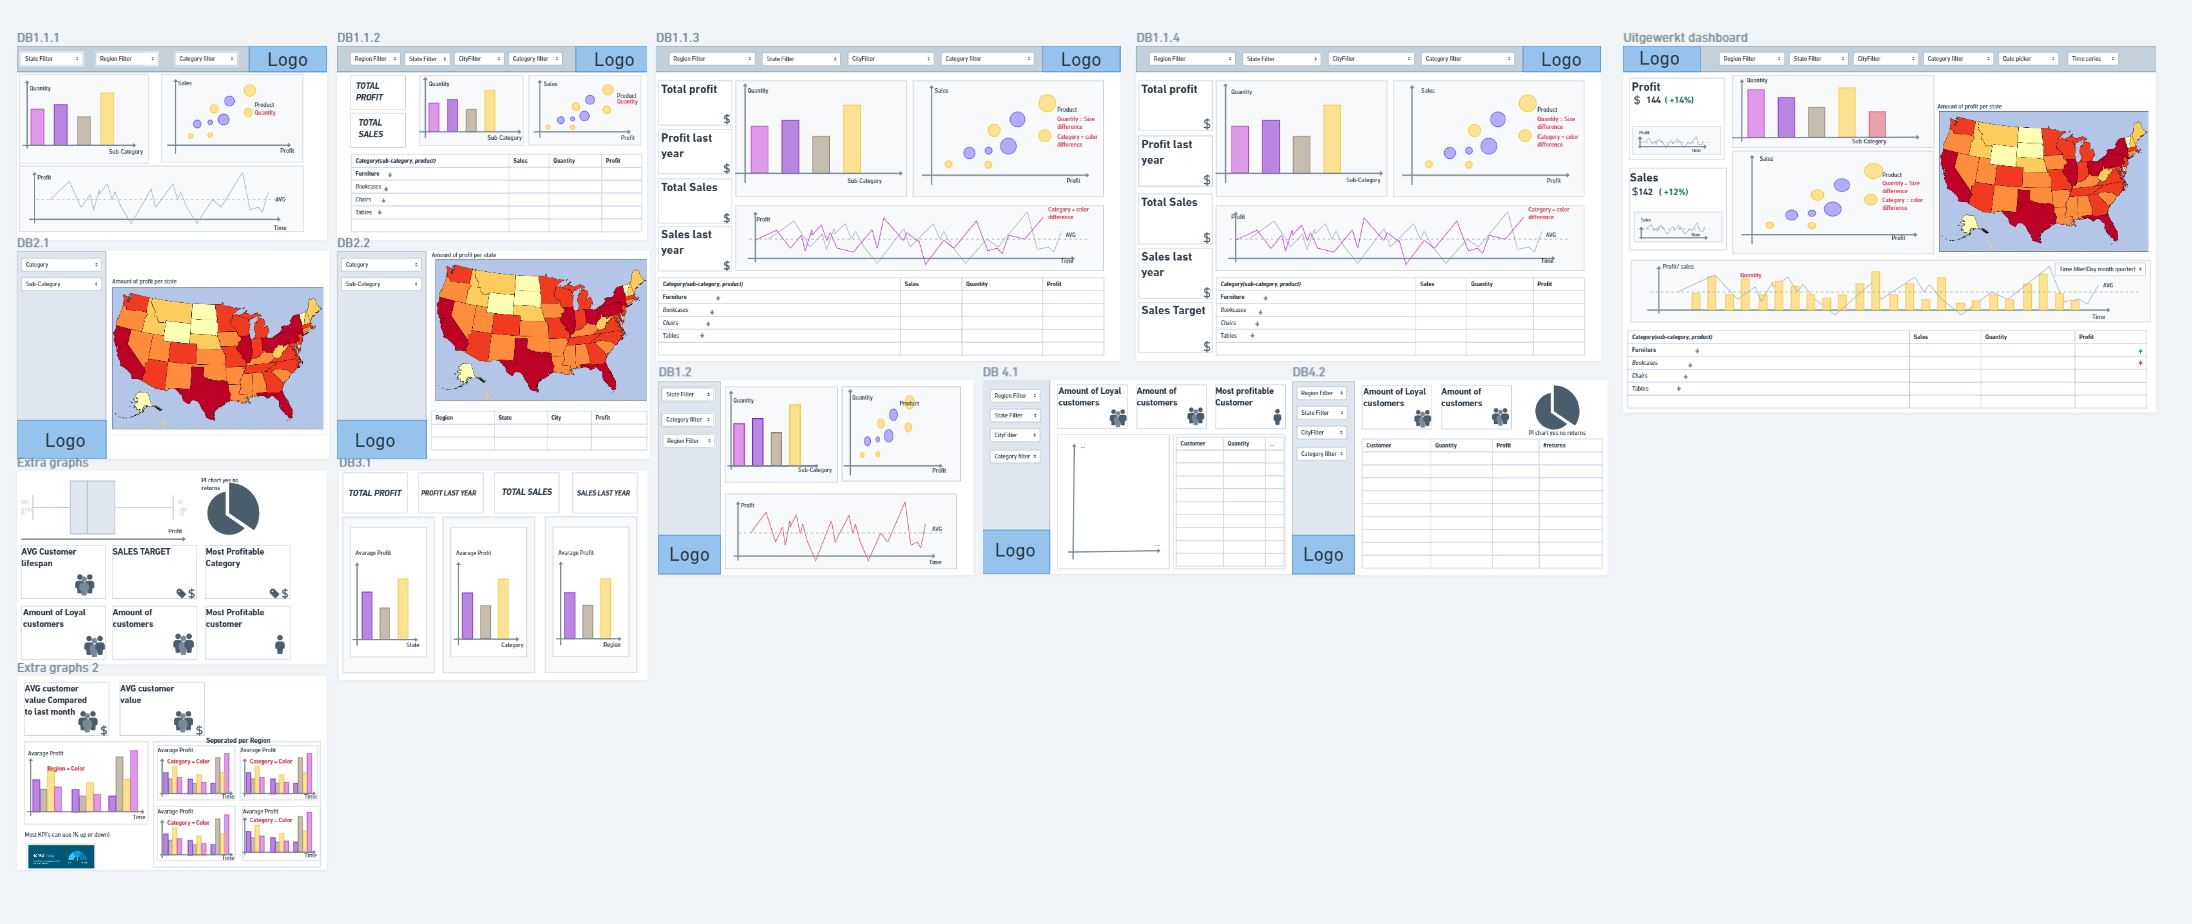 DB1.1.1
State Filter
Region Filter
Category filter
Logo
Quantity
Sub-Category
Sales
Product
Quantity
Profit
Profit
AVG
Time
DB1.1.2
Region Filter
State Filter
CityFilter
Category filter
Logo
TOTAL
PROFIT
TOTAL
SALES
Quantity
Sub-Category
Sales
Product
Quantity
Profit
Category(sub-category, product)
Sales
Quantity
Profit
Furniture
Bookcases
Chairs
Tables
DB1.1.3
Region Filter
State Filter
CityFilter
Category filter
Logo
Total profit
$
Profit last
year
$
Total Sales
$
Sales last
year
$
Quantity
Sub-Category
Sales
Product
Quantity = Size
difference
Category = color
difference
Profit
Profit
Category = color
difference
AVG
Time
Category(sub-category, product)
Sales
Quantity
Profit
Furniture
Bookcases
Chairs
Tables
DB1.1.4
Region Filter
State Filter
CityFilter
Category filter
Logo
Total profit
$
Profit last
year
$
Total Sales
$
Sales last
year
$
Sales Target
$
Quantity
Sub-Category
Sales
Product
Quantity = Size
difference
Category = color
difference
Profit
Profit
Category = color
difference
AVG
Time
Category(sub-category, product)
Sales
Quantity
Profit
Furniture
Bookcases
Chairs
Tables
Uitgewerkt dashboard
Logo
Region Filter
State Filter
CityFilter
Category filter
Date picker
Time series
Profit
$ 144 (+14%)
Profit
Time
Sales
$142 (+12%)
Sales
Time
Quantity
Sub-Category
Sales
Product
Quantity = Size
difference
Category = color
difference
Profit
Amount of profit per state
Profit/ sales
Quantity
Time filter(Day month quarter)
AVG
Time
Category(sub-category, product)
Sales
Quantity
Profit
Furniture
Bookcases
Chairs
Tables
DB2.1
Category
Sub-Category
Amount of profit per state
Logo
DB2.2
Category
Sub-Category
Amount of profit per state
Region
State
City
Profit
Logo
DB1.2
State Filter
Category filter
Region Filter
Logo
Quantity
Sub-Category
Quantity
Product
Profit
Profit
AVG
Time
DB 4.1
Region Filter
State Filter
CityFilter
Category filter
Logo
Amount of Loyal
customers
Amount of
customers
Most profitable
Customer
...
...
Customer
Quantity
...
DB4.2
Region Filter
State Filter
CityFilter
Category filter
Logo
Amount of Loyal
customers
Amount of
customers
PI chart yes no returns
Customer
Quantity
Profit
#returns
Extra graphs
Profit
PI chart yes no
returns
AVG Customer
lifespan
SALES TARGET
$
Most Profitable
Category
$
Amount of Loyal
customers
Amount of
customers
Most Profitable
customer
DB3.1
TOTAL PROFIT
PROFIT LAST YEAR
TOTAL SALES
SALES LAST YEAR
Avarage Profit
State
Avarage Profit
Category
Avarage Profit
Region
Extra graphs 2
AVG customer
value Compared
to last month
$
AVG customer
value
$
Avarage Profit
Region = Color
Time
Seperated per Region
Avarage Profit
Category = Color
Time
Avarage Profit
Category = Color
Time
Avarage Profit
Category = Color
Time
Avarage Profit
Category = Color
Time
Most KPI's can use (% up or down)